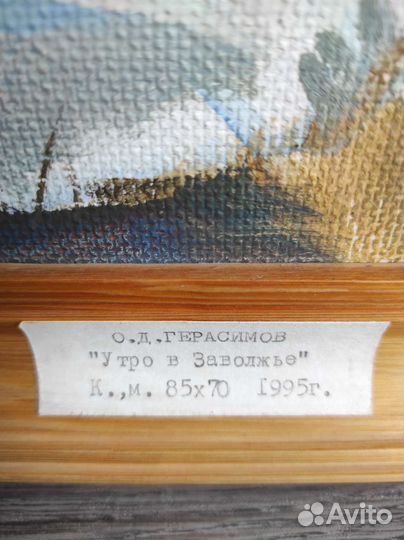 О.Д.ГЕРАСИМОВ
"Утро в Заволжье"
К.,м. 85х70 I995г.
Avito